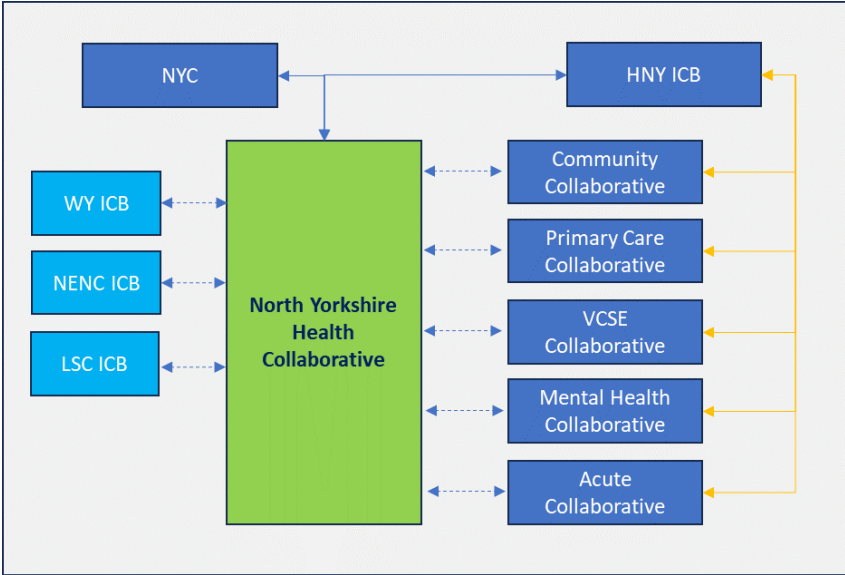 NYC
HNY ICB
WY ICB
NENC ICB
LSC ICB
North Yorkshire
Health
Collaborative
Community
Collaborative
Primary Care
Collaborative
VCSE
Collaborative
Mental Health
Collaborative
Acute
Collaborative